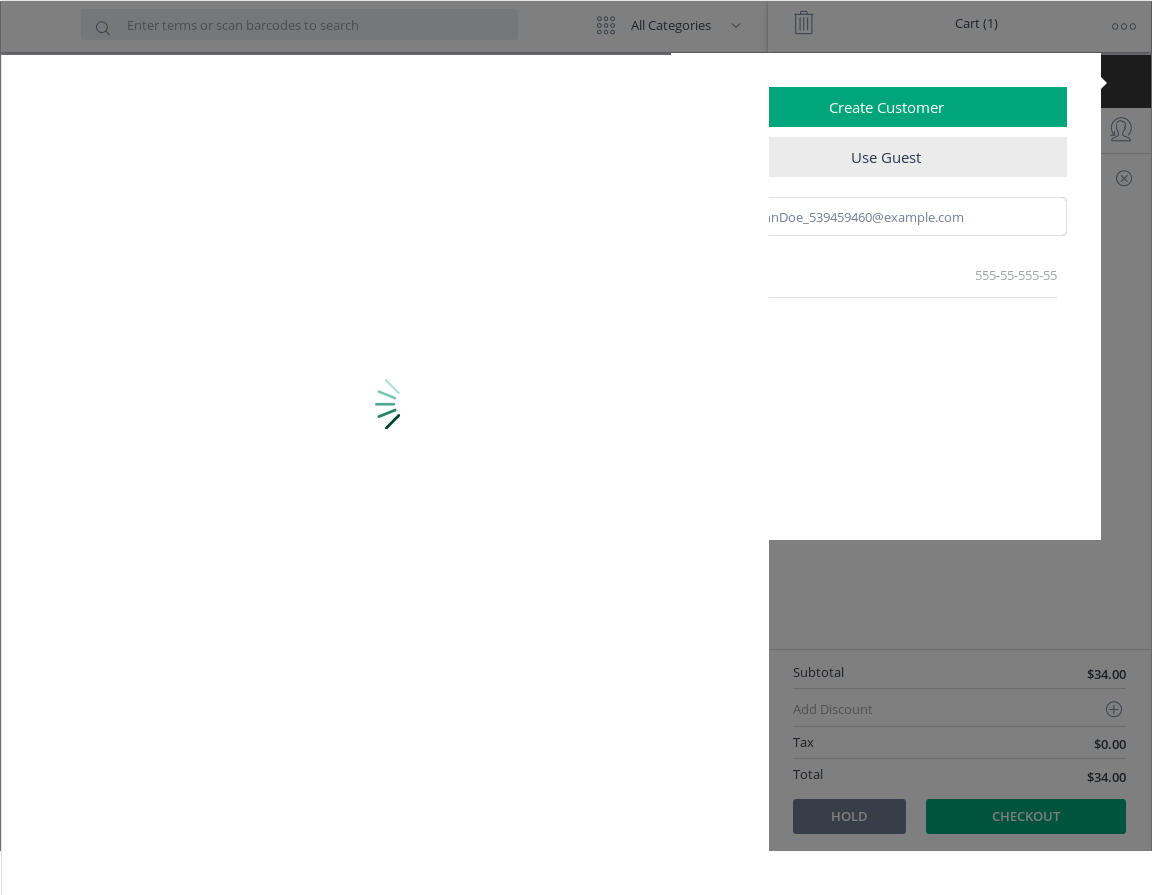 Enter terms or scan barcodes to search
All Categories
Cart (1)
Create Customer
Use Guest
nDoe_539459460@example.com
555-55-555-55
Subtotal $34.00
Add Discount
Tax $0.00
Total $34.00
HOLD CHECKOUT